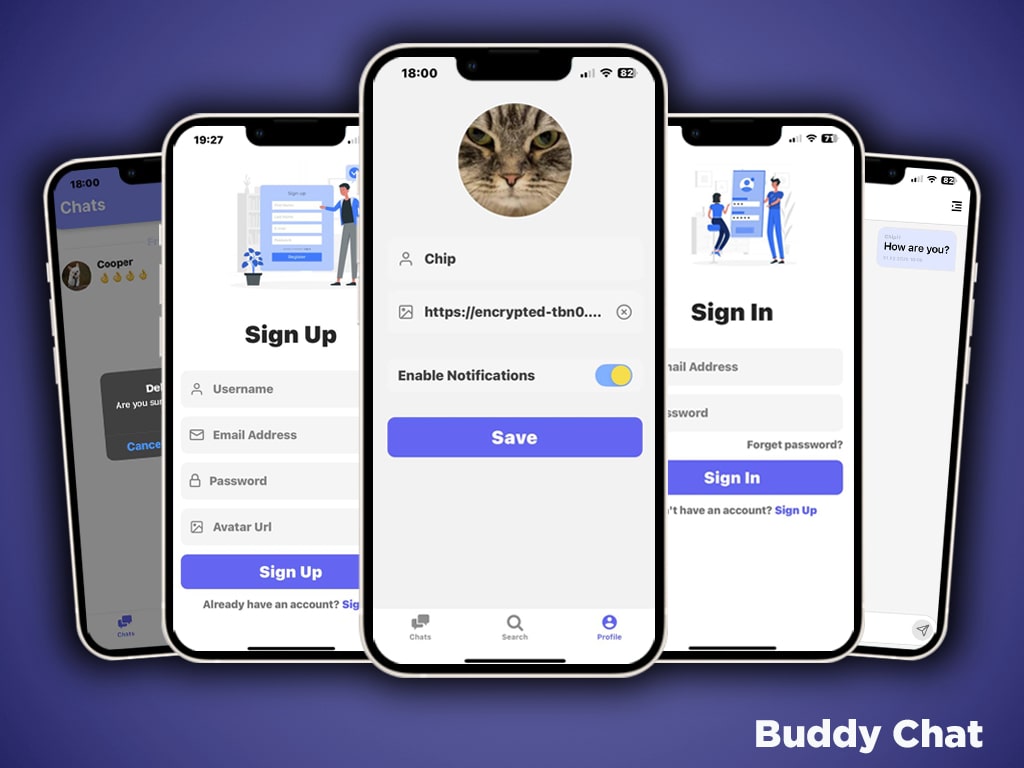 18:00
Chats
Cooper
👌👌👌👌
Are you
Cance
Chats
19:27
Sign up
Register
Sign Up
Username
Email Address
Password
Avatar Url
Sign Up
Already have an account? Sig
18:00
82
Chip
https://encrypted-tbn0....
Enable Notifications
Save
Chats
Search
Profile
71
Sign In
ail Address
ssword
Forget password?
Sign In
't have an account? Sign Up
82
How are you?
Buddy Chat